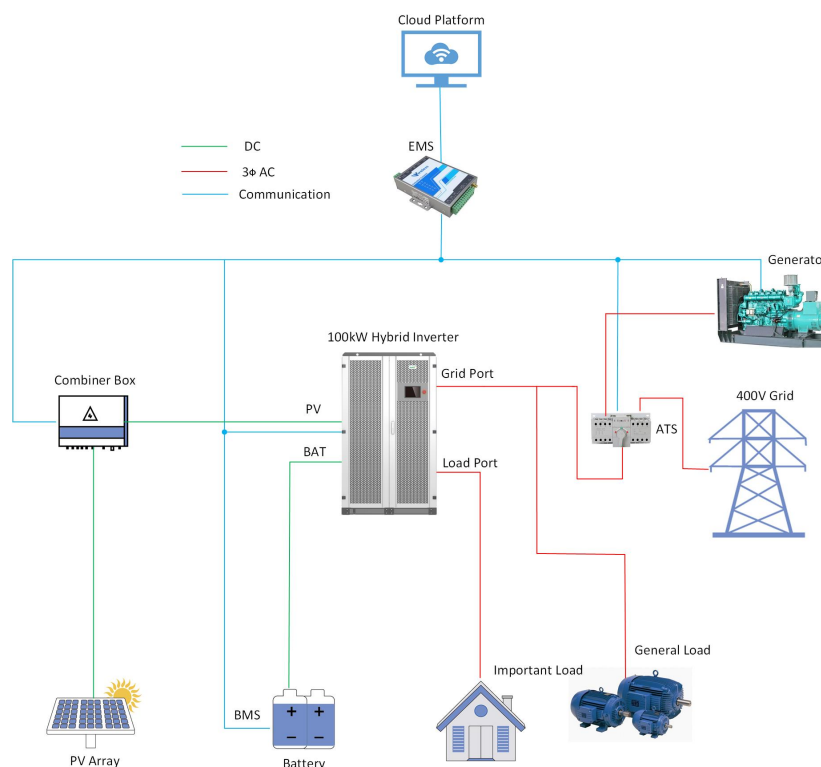 Cloud Platform
EMS
DC
3Φ AC
Communication
Generato
100kW Hybrid Inverter
Combiner Box
Grid Port
400V Grid
PV
ATS
BAT
Load Port
General Load
Important Load
BMS
PV Array
Battery